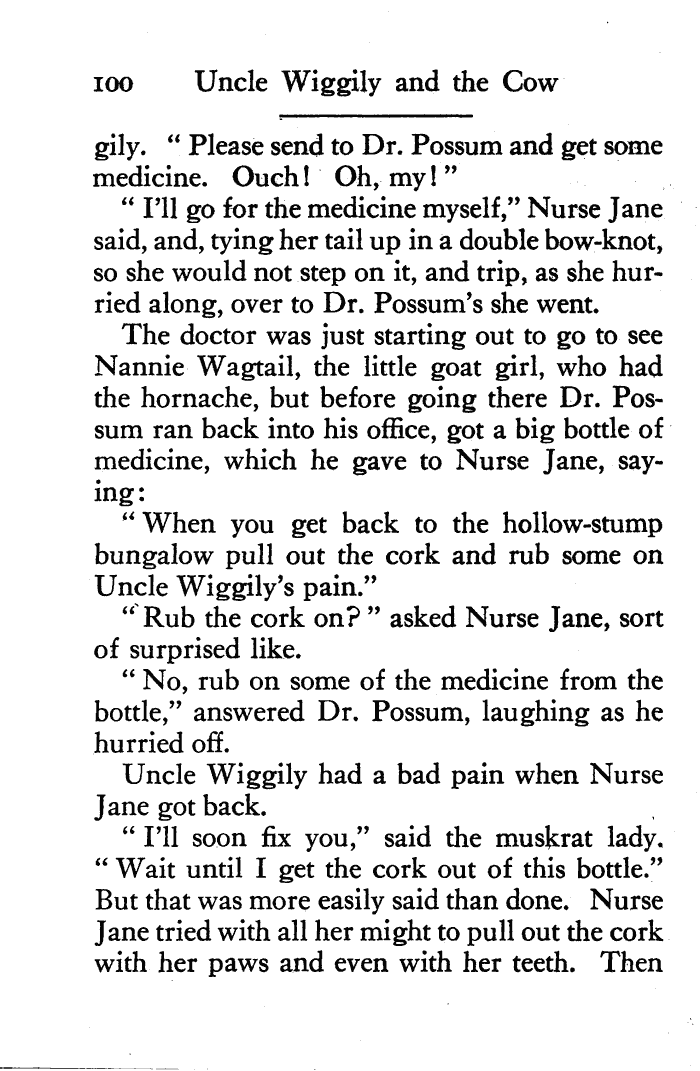 100 Uncle Wiggily and the Cow
gily. “ Please send to Dr. Possum and get some
medicine. Ouch! Oh, my! ”
“ I’ll go for the medicine myself,” Nurse Jane
said, and, tying her tail up in a double bow-knot,
so she would not step on it, and trip, as she hur-
ried along, over to Dr. Possum’s she went.
The doctor was just starting out to go to see
Nannie Wagtail, the little goat girl, who had
the hornache, but before going there Dr. Pos-
sum ran back into his office, got a big bottle of
medicine, which he gave to Nurse Jane, say-
ing:
“ When you get back to the hollow-stump
bungalow pull out the cork and rub some on
Uncle Wiggily’s pain.”
“ Rub the cork on? ” asked Nurse Jane, sort
of surprised like.
“ No, rub on some of the medicine from the
bottle,” answered Dr. Possum, laughing as he
hurried off.
Uncle Wiggily had a bad pain when Nurse
Jane got back.
“ I’ll soon fix you,” said the muskrat lady.
“ Wait until I get the cork out of this bottle.”
But that was more easily said than done. Nurse
Jane tried with all her might to pull out the cork
with her paws and even with her teeth. Then